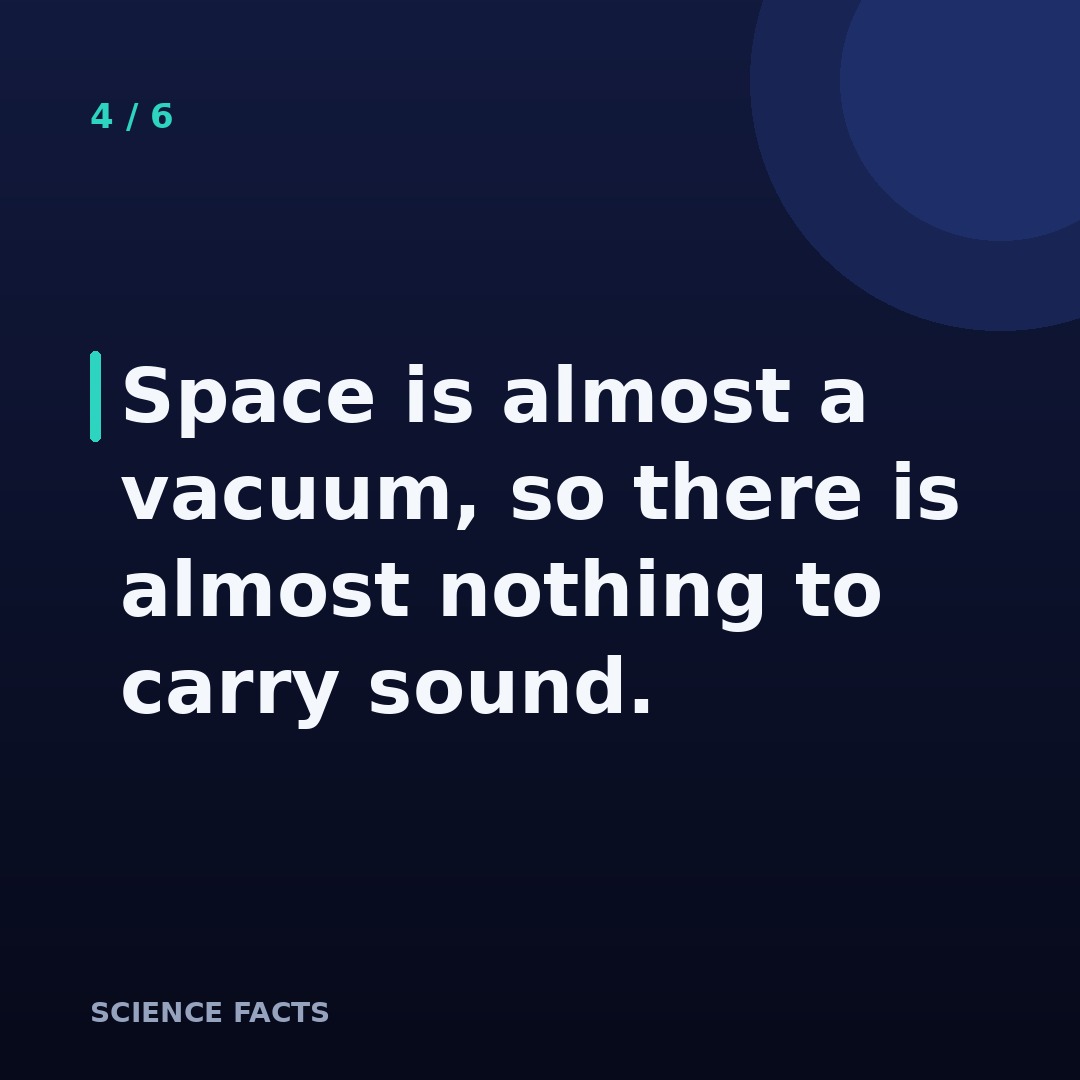 4 / 6
Space is almost a
vacuum, so there is
almost nothing to
carry sound.
SCIENCE FACTS